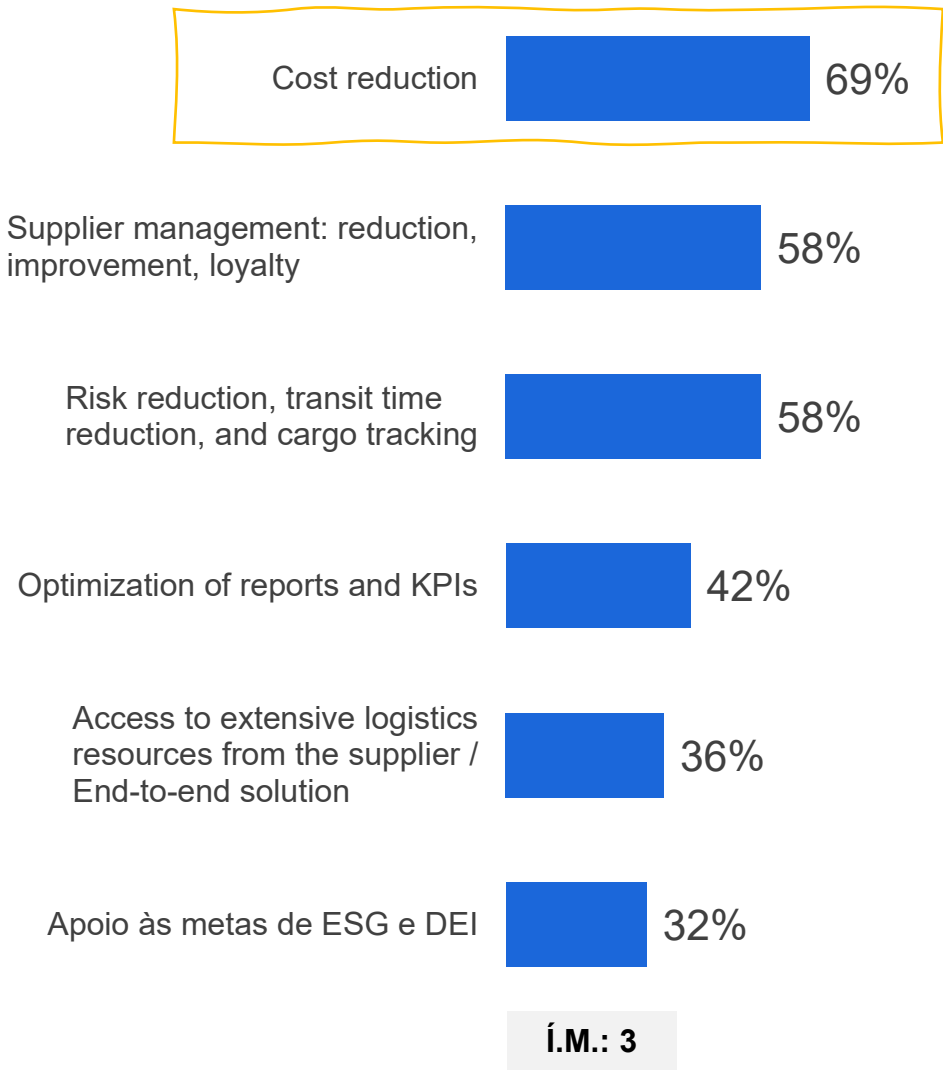 Cost reduction
69%
Supplier management: reduction,
improvement, loyalty
58%
Risk reduction, transit time
reduction, and cargo tracking
58%
Optimization of reports and KPIs
42%
Access to extensive logistics
resources from the supplier /
End-to-end solution
36%
Apoio às metas de ESG e DEI
32%
Í.M.: 3